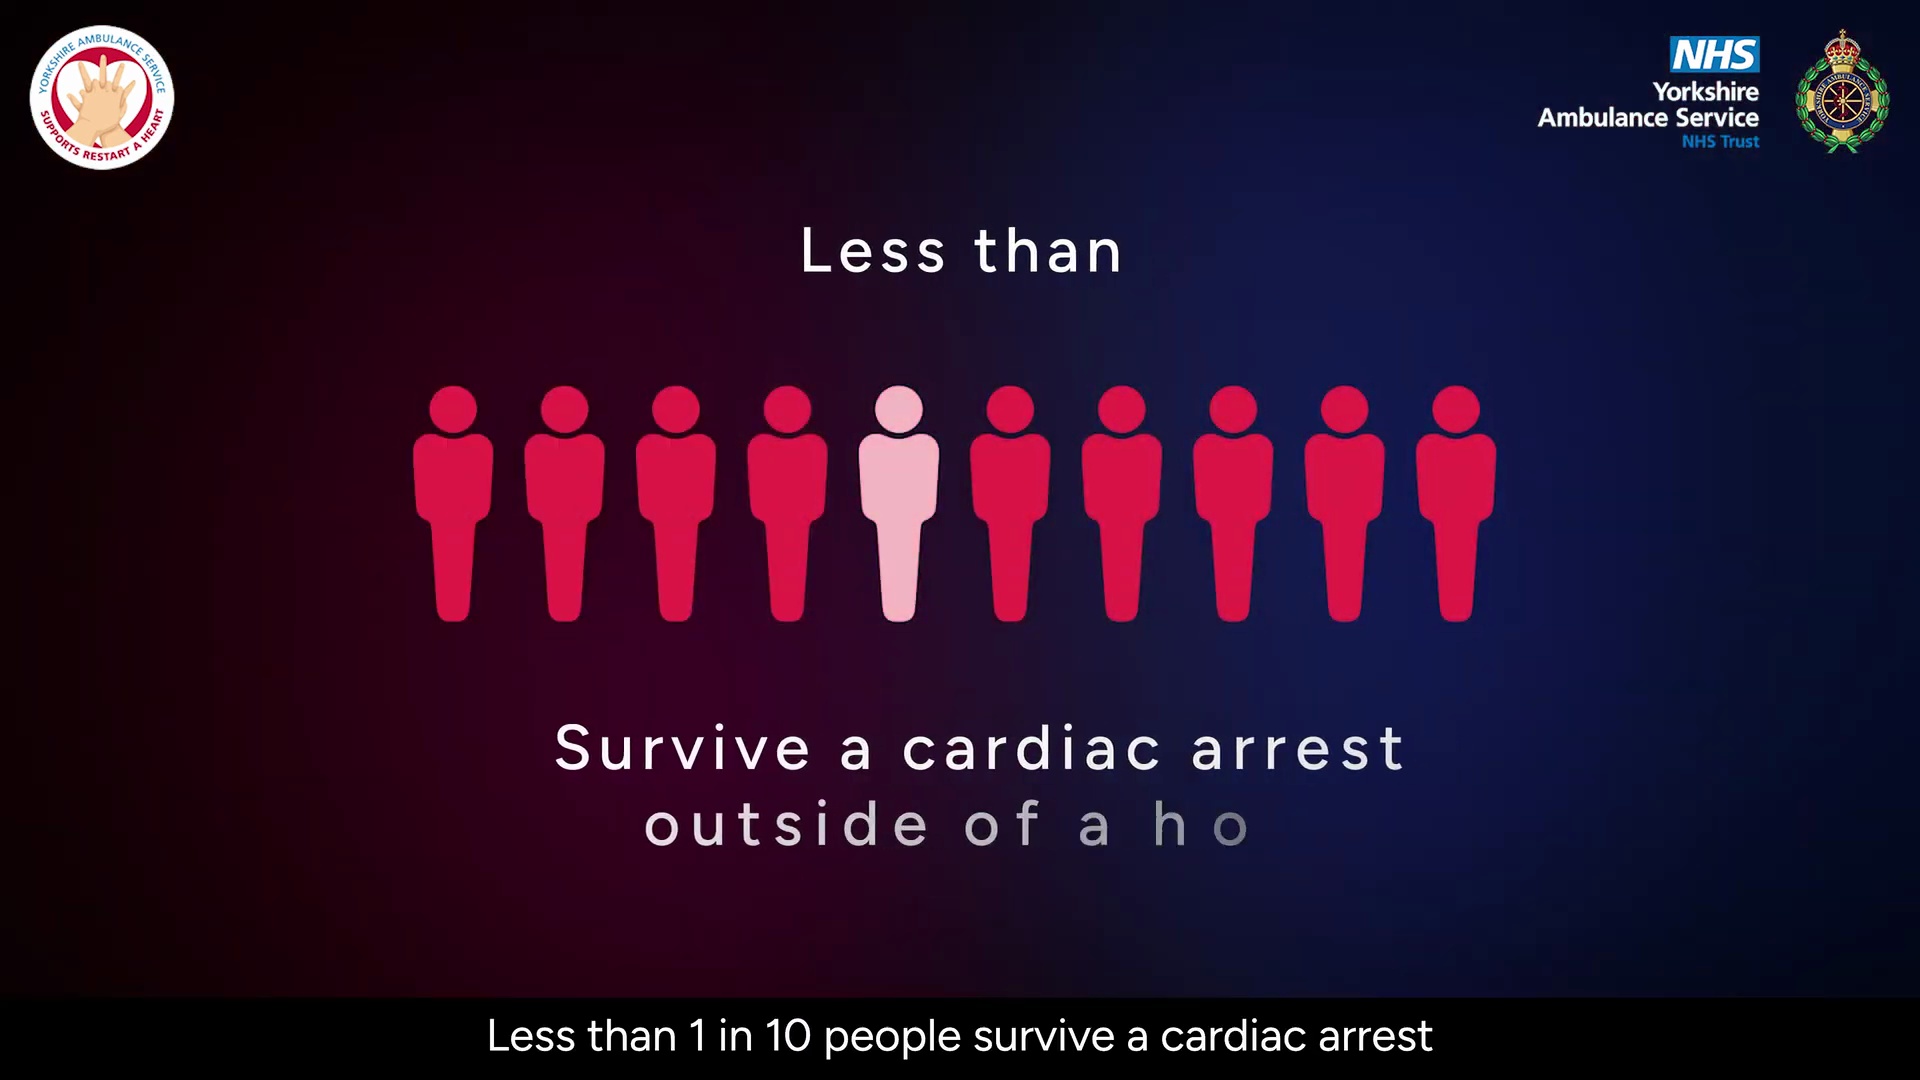 YORKSHIRE AMBULANCE SERVICE
SUPPORTS RESTART A HEART
NHS
Yorkshire
Ambulance Service
NHS Trust
Less than
Survive a cardiac arrest
outside of a ho
Less than 1 in 10 people survive a cardiac arrest